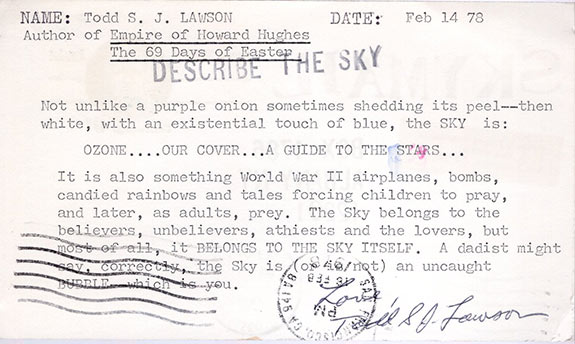 NAME: Todd S. J. LAWSON DATE: Feb 14 78
Author of Empire of Howard Hughes
The 69 Days of Easter
DESCRIBE THE SKY
Not unlike a purple onion sometimes shedding its peel--then
white, with an existential touch of blue, the SKY is:
OZONE....OUR COVER...A GUIDE TO THE STARS...
It is also something World War II airplanes, bombs,
candied rainbows and tales forcing children to pray,
and later, as adults, prey. The Sky belongs to the
believers, unbelievers, athiests and the lovers, but
most of all, it BELONGS TO THE SKY ITSELF. A dadist might
say, correctly, the Sky is (or is not) an uncaught
BUBBLE--which is you.
SAN FRANCISCO CA 941
PM
Love
Todd S.J. Lawson